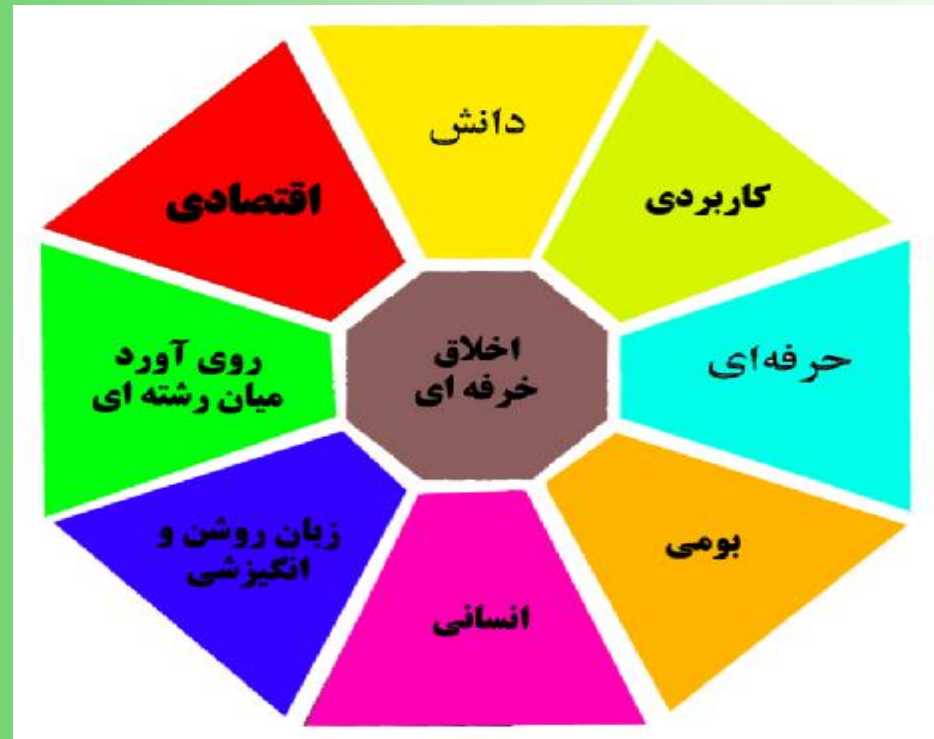 دانش
کاربردی
اقتصادی
اخلاق
خرفه ای
حرفه‌ای
روی آورد
میان رشته ای
زبان روشن و
انگیزشی
بومی
انسانی